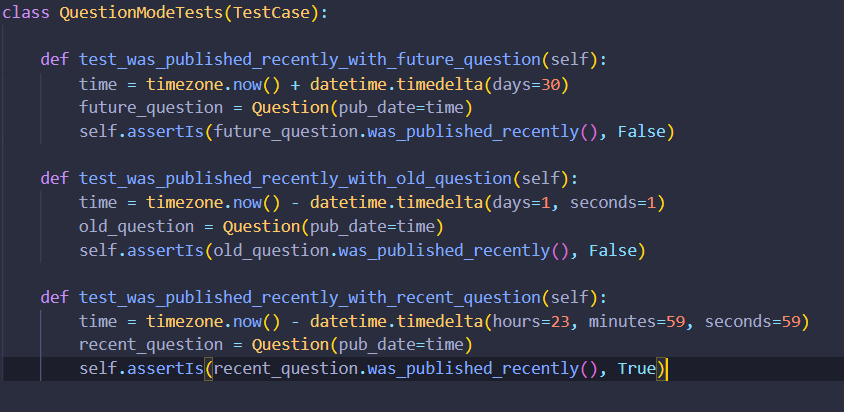 class QuestionModeTests(TestCase):
def test_was_published_recently_with_future_question(self):
time = timezone.now() + datetime.timedelta(days=30)
future_question = Question(pub_date=time)
self.assertIs(future_question.was_published_recently(), False)
def test_was_published_recently_with_old_question(self):
time = timezone.now() - datetime.timedelta(days=1, seconds=1)
old_question = Question(pub_date=time)
self.assertIs(old_question.was_published_recently(), False)
def test_was_published_recently_with_recent_question(self):
time = timezone.now() - datetime.timedelta(hours=23, minutes=59, seconds=59)
recent_question = Question(pub_date=time)
self.assertIs(recent_question.was_published_recently(), True)